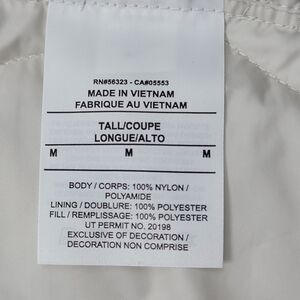 RN#56323 - CA#05553
MADE IN VIETNAM
FABRIQUE AU VIETNAM
TALL/COUPE
LONGUE/ALTO
M M M
BODY / CORPS: 100% NYLON /
POLYAMIDE
LINING / DOUBLURE: 100% POLYESTER
FILL / REMPLISSAGE: 100% POLYESTER
UT PERMIT NO. 20198
EXCLUSIVE OF DECORATION /
DECORATION NON COMPRISE